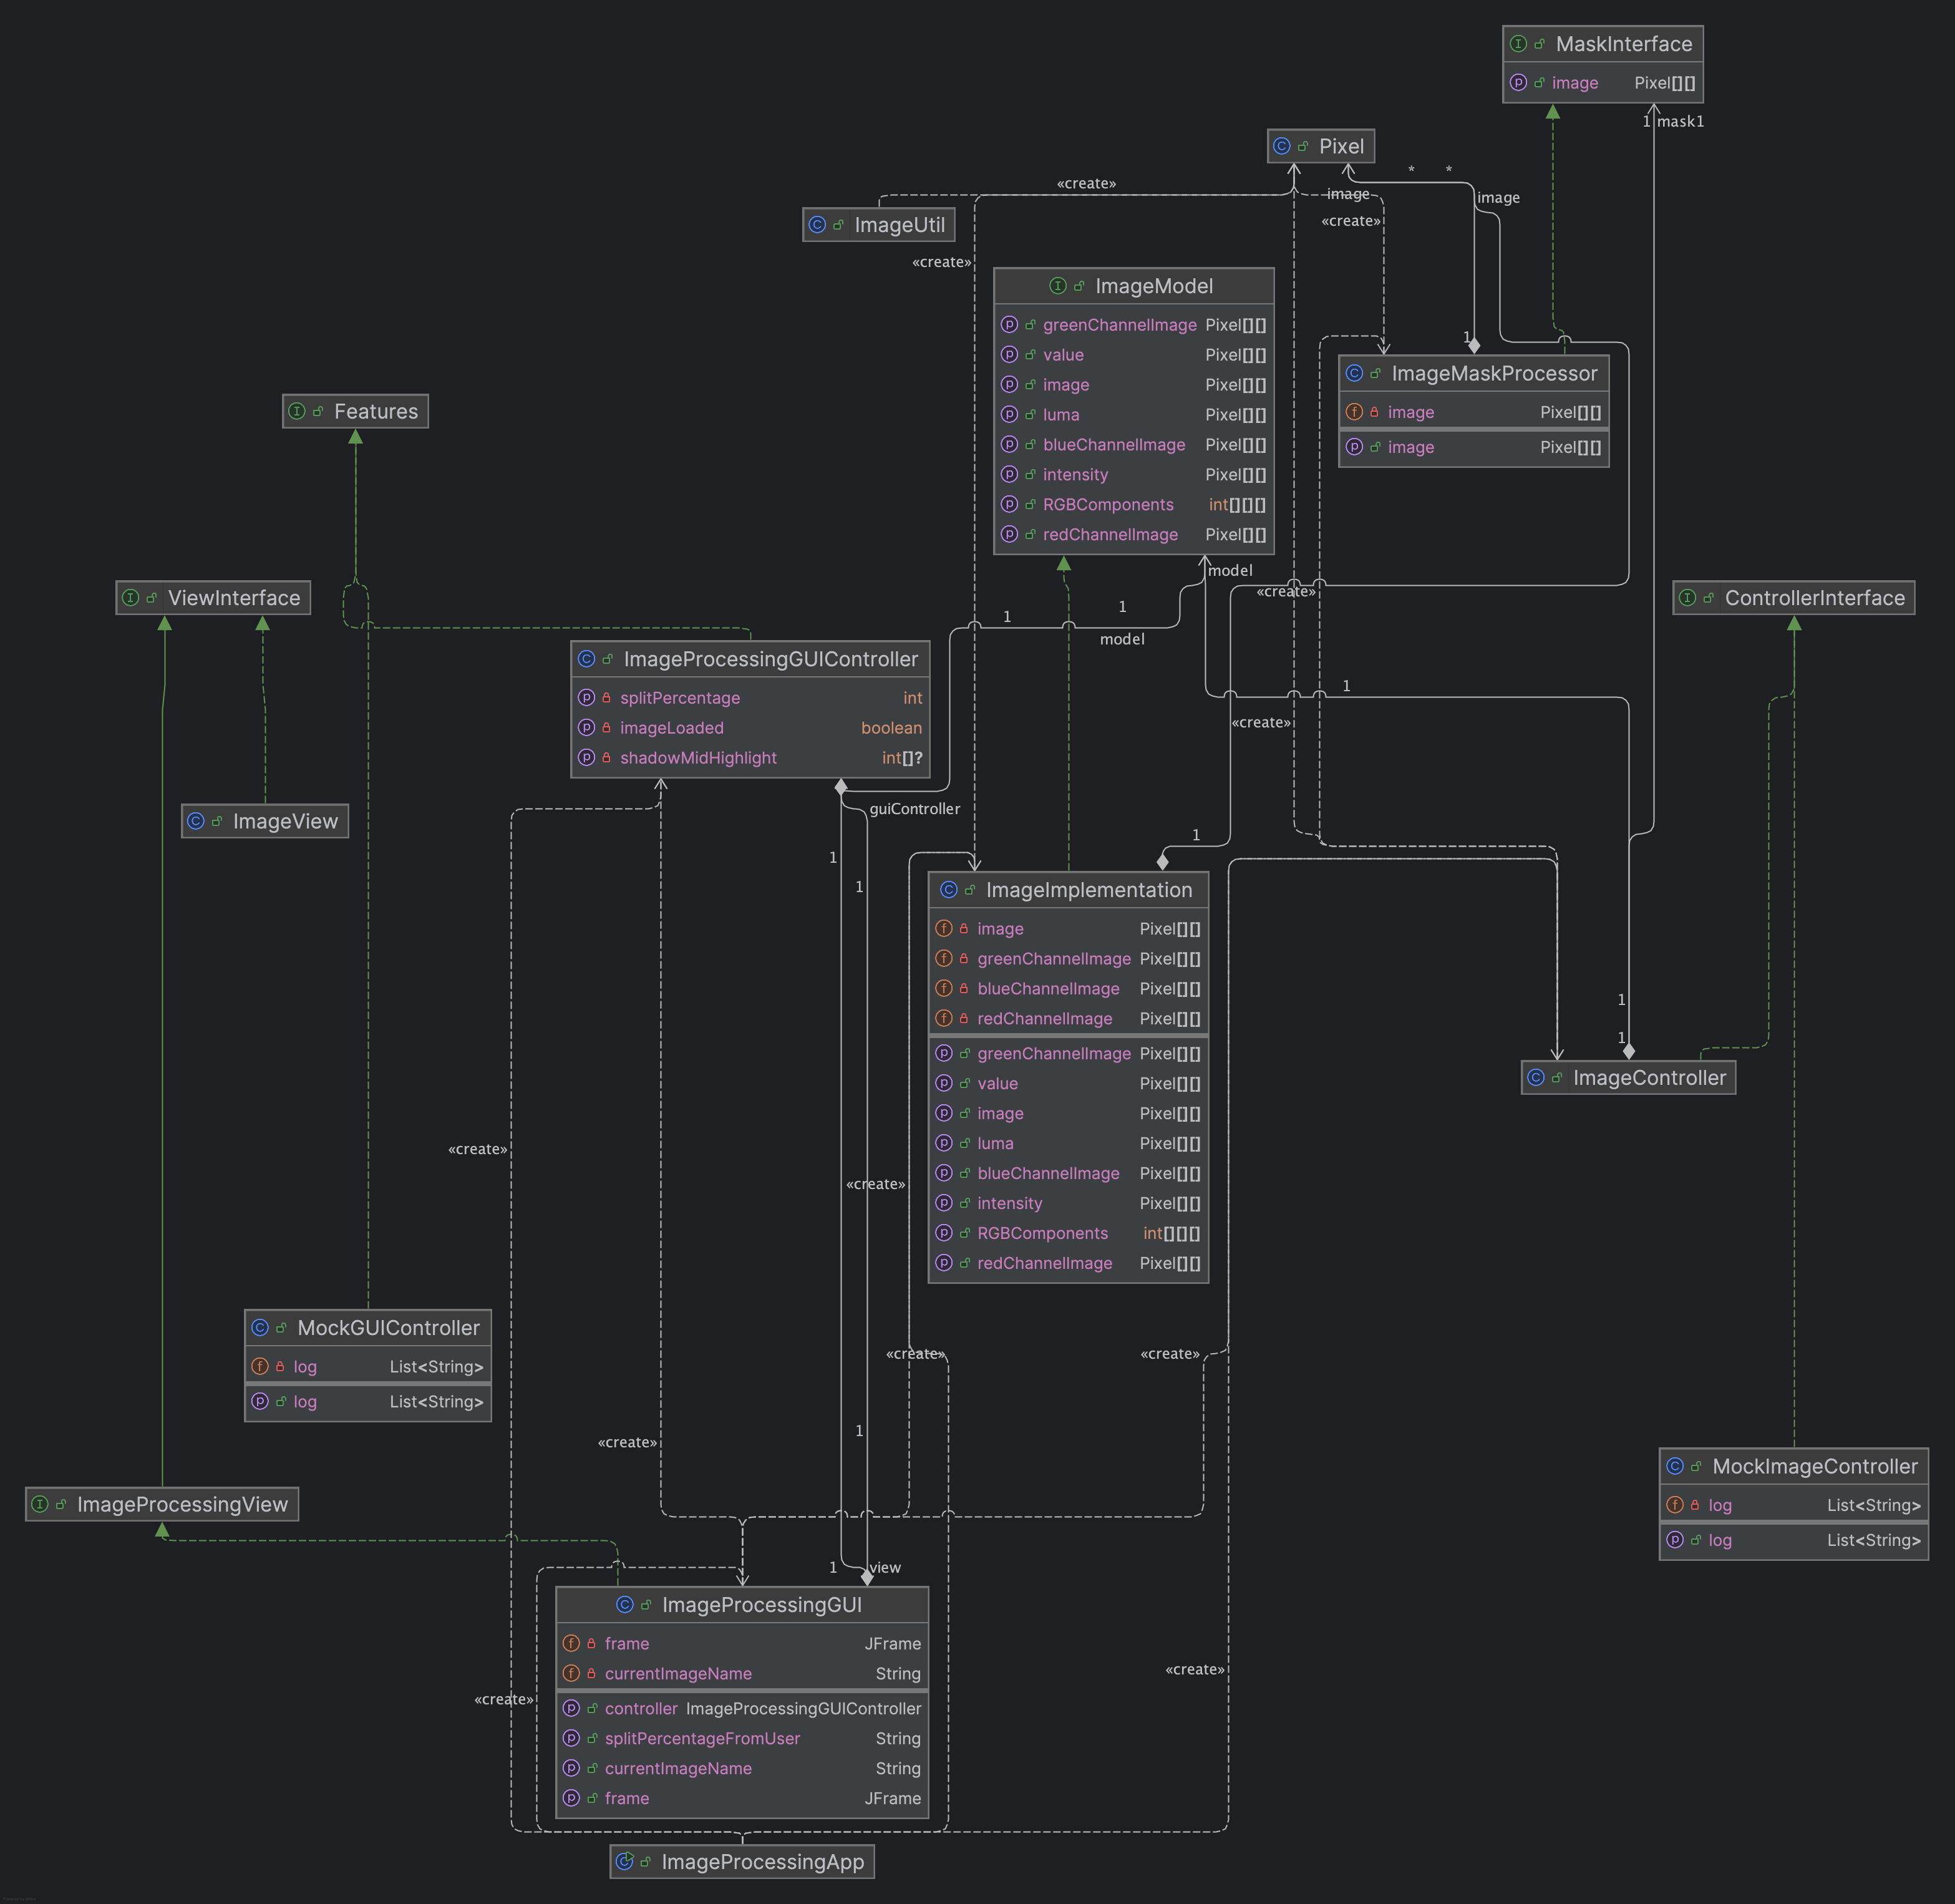 MaskInterface
image Pixel[][]
1 mask1
Pixel
* *
«create»
image
image
ImageUtil
«create»
«create»
ImageModel
greenChannelImage Pixel[][]
value Pixel[][]
image Pixel[][]
luma Pixel[][]
blueChannelImage Pixel[][]
intensity Pixel[][]
RGBComponents int[][][]
redChannelImage Pixel[][]
1
ImageMaskProcessor
image Pixel[][]
image Pixel[][]
Features
model
«create»
ViewInterface
ControllerInterface
1
1
model
ImageProcessingGUIController
splitPercentage int
imageLoaded boolean
shadowMidHighlight int[]?
1
«create»
guiController
ImageView
1
1
1
ImageImplementation
image Pixel[][]
greenChannelImage Pixel[][]
blueChannelImage Pixel[][]
redChannelImage Pixel[][]
greenChannelImage Pixel[][]
value Pixel[][]
image Pixel[][]
luma Pixel[][]
blueChannelImage Pixel[][]
intensity Pixel[][]
RGBComponents int[][][]
redChannelImage Pixel[][]
1
1
ImageController
«create»
«create»
MockGUIController
log List<String>
log List<String>
«create»
«create»
1
«create»
MockImageController
log List<String>
log List<String>
ImageProcessingView
1
view
ImageProcessingGUI
frame JFrame
currentImageName String
controller ImageProcessingGUIController
splitPercentageFromUser String
currentImageName String
frame JFrame
«create»
«create»
ImageProcessingApp